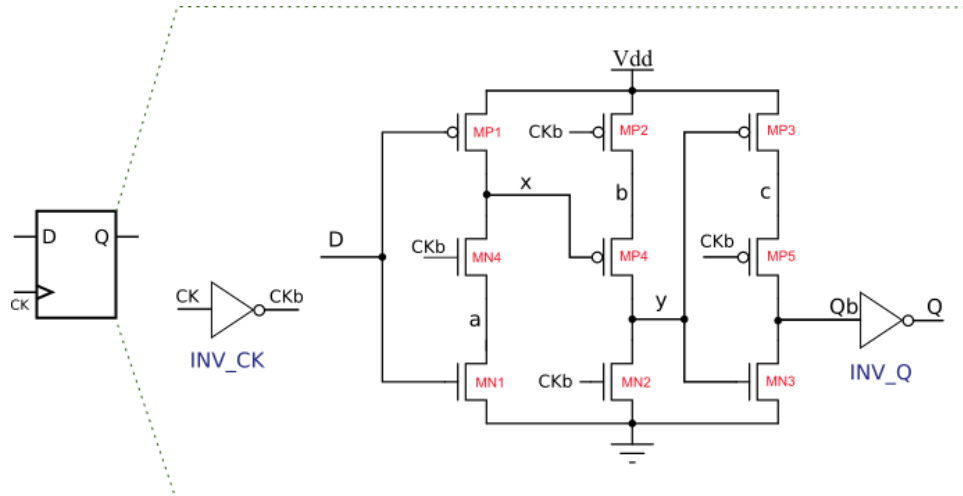 Vdd
MP1
CKb
MP2
MP3
x
b
c
D
Q
CK
D
CKb
MN4
MP4
CKb
MP5
CK
CKb
INV_CK
a
y
Qb
Q
INV_Q
MN1
CKb
MN2
MN3